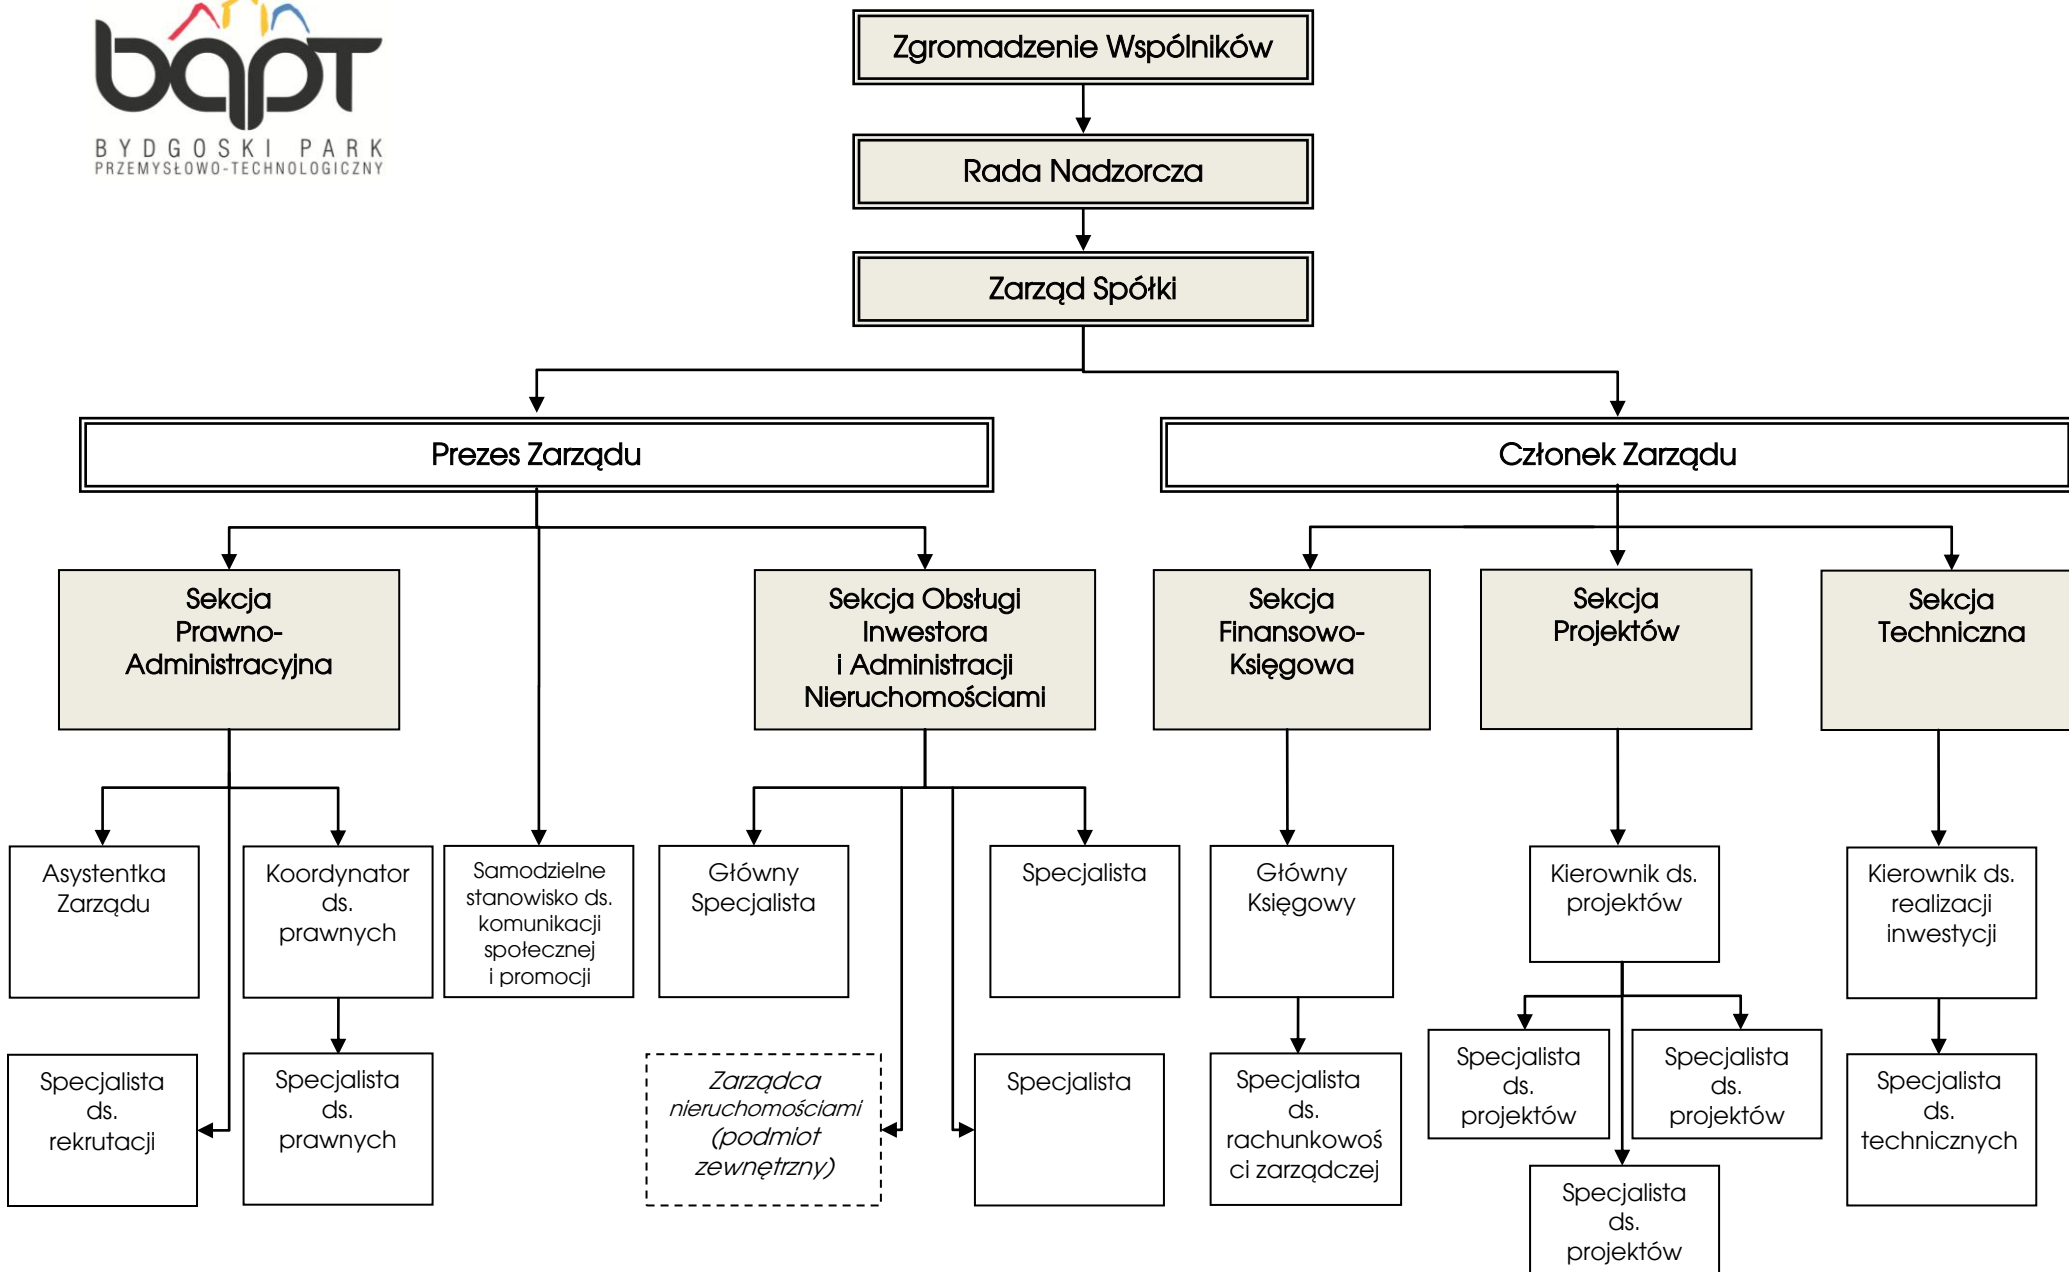 bąpt
BYDGOSKI PARK
PRZEMYSŁOWO-TECHNOLOGICZNY
Zgromadzenie Wspólników
Rada Nadzorcza
Zarząd Spółki
Prezes Zarządu
Członek Zarządu
Sekcja
Prawno-
Administracyjna
Sekcja Obsługi
Inwestora
i Administracji
Nieruchomościami
Sekcja
Finansowo-
Księgowa
Sekcja
Projektów
Sekcja
Techniczna
Asystentka
Zarządu
Koordynator
ds.
prawnych
Samodzielne
stanowisko ds.
komunikacji
społecznej
i promocji
Główny
Specjalista
Specjalista
Główny
Księgowy
Kierownik ds.
projektów
Kierownik ds.
realizacji
inwestycji
Specjalista
ds.
rekrutacji
Specjalista
ds.
prawnych
Zarządca
nieruchomościami
(podmiot
zewnętrzny)
Specjalista
Specjalista
ds.
rachunkowoś
ci zarządczej
Specjalista
ds.
projektów
Specjalista
ds.
projektów
Specjalista
ds.
technicznych
Specjalista
ds.
projektów